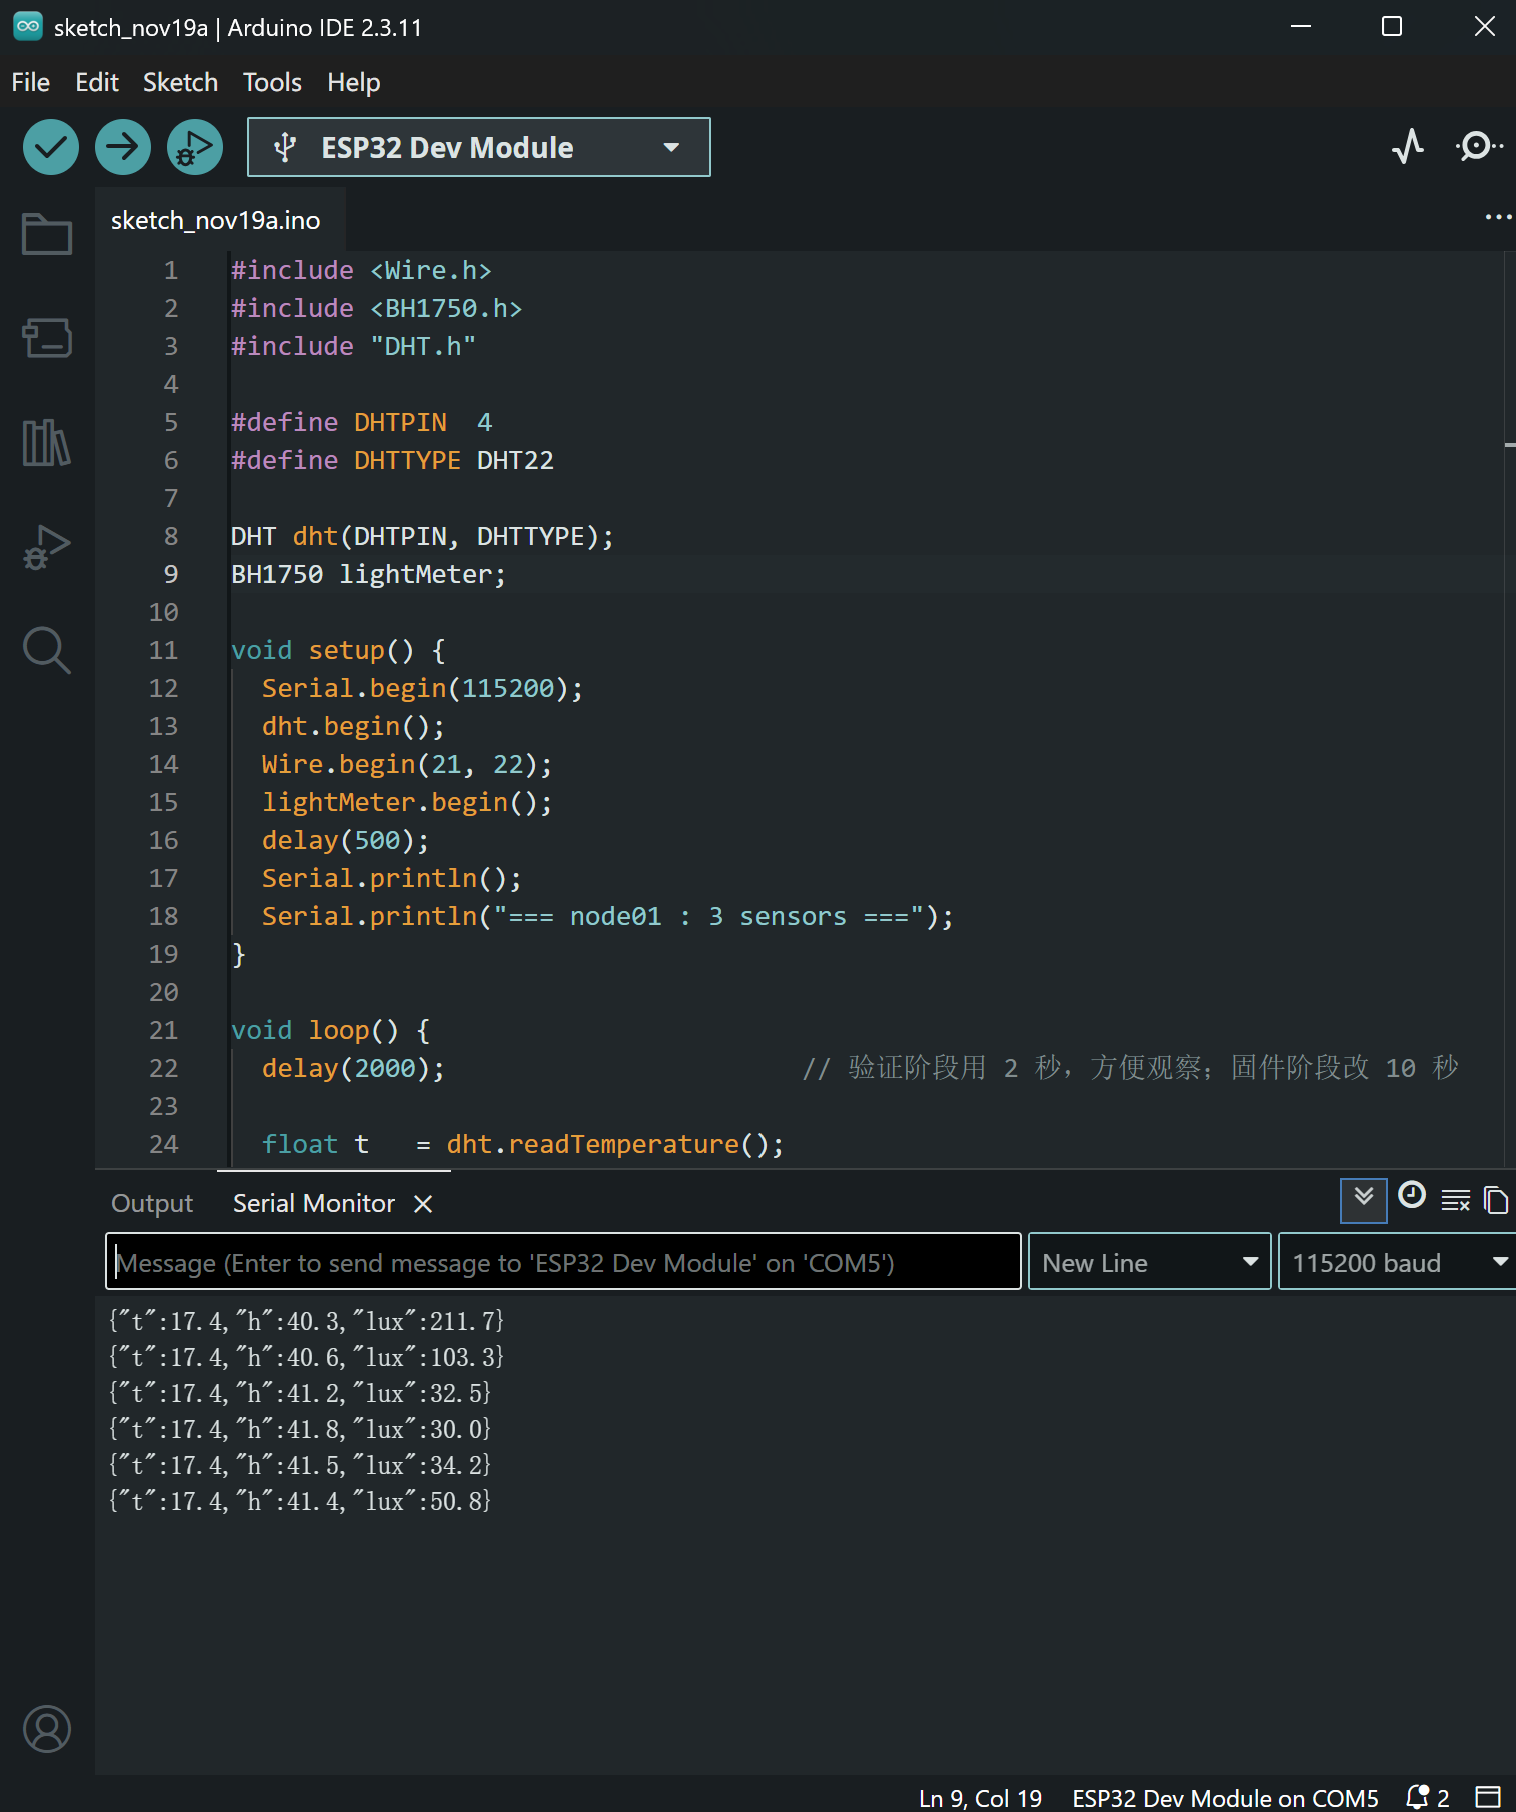 sketch_nov19a | Arduino IDE 2.3.11
File Edit Sketch Tools Help
ESP32 Dev Module
sketch_nov19a.ino
1 #include <Wire.h>
2 #include <BH1750.h>
3 #include "DHT.h"
4
5 #define DHTPIN  4
6 #define DHTTYPE DHT22
7
8 DHT dht(DHTPIN, DHTTYPE);
9 BH1750 lightMeter;
10
11 void setup() {
12   Serial.begin(115200);
13   dht.begin();
14   Wire.begin(21, 22);
15   lightMeter.begin();
16   delay(500);
17   Serial.println();
18   Serial.println("=== node01 : 3 sensors ===");
19 }
20
21 void loop() {
22   delay(2000); // 验证阶段用 2 秒，方便观察；固件阶段改 10 秒
23
24   float t   = dht.readTemperature();
Output Serial Monitor
Message (Enter to send message to 'ESP32 Dev Module' on 'COM5') New Line 115200 baud
{"t":17.4,"h":40.3,"lux":211.7}
{"t":17.4,"h":40.6,"lux":103.3}
{"t":17.4,"h":41.2,"lux":32.5}
{"t":17.4,"h":41.8,"lux":30.0}
{"t":17.4,"h":41.5,"lux":34.2}
{"t":17.4,"h":41.4,"lux":50.8}
Ln 9, Col 19 ESP32 Dev Module on COM5 2